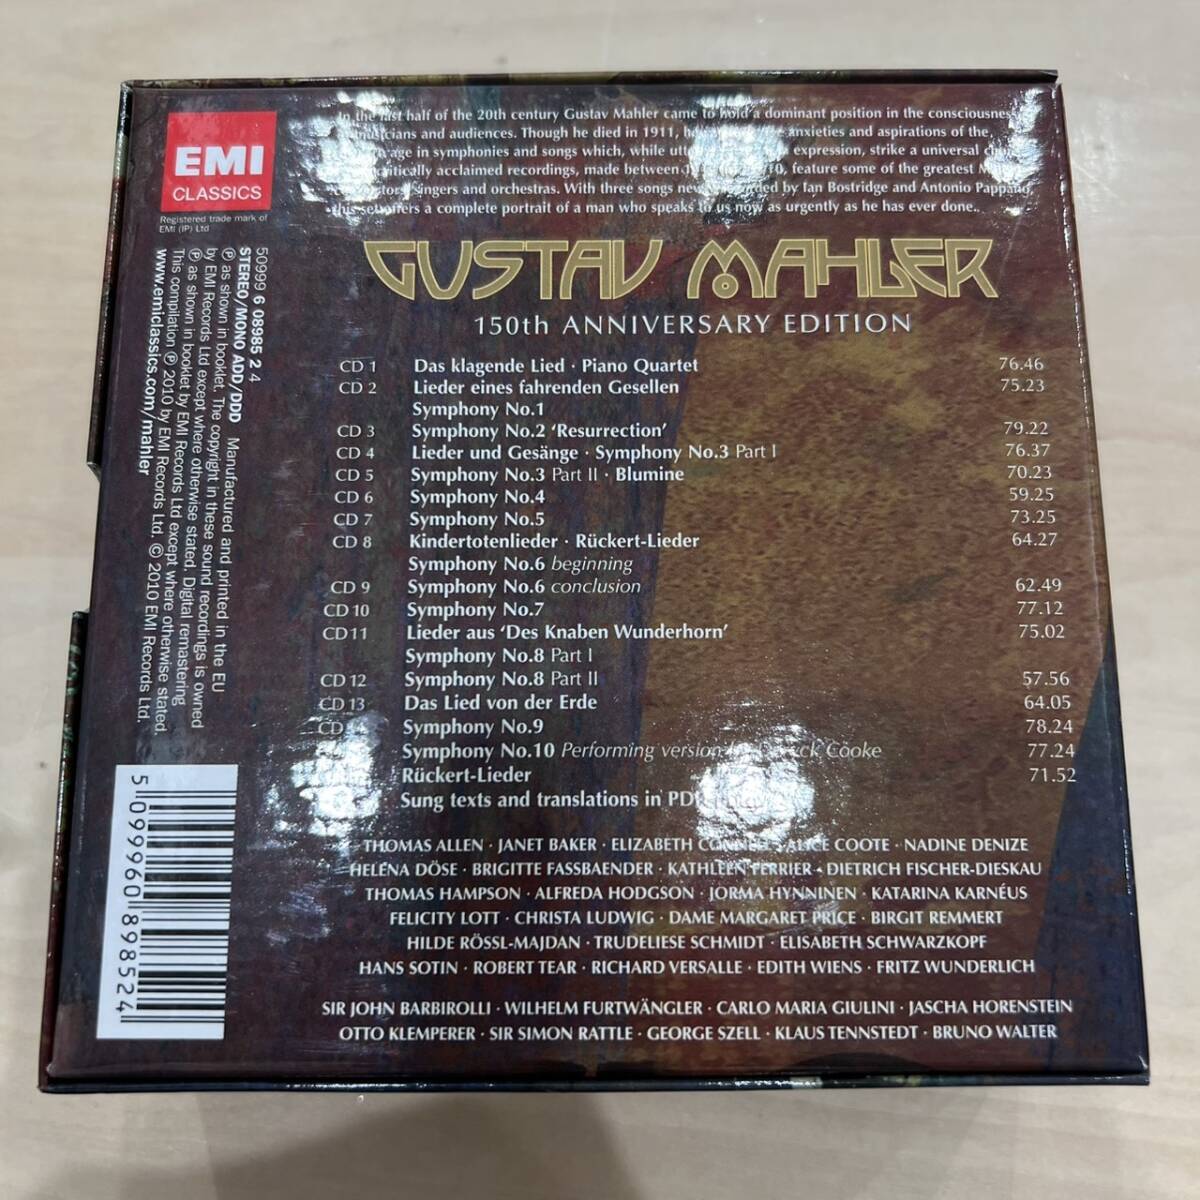 EMI
CLASSICS
Registered trade mark of
EMI (IP) Ltd
In the last half of the 20th century Gustav Mahler came to hold a dominant position in the consciousness
musicians and audiences. Though he died in 1911, anxieties and aspirations of the
age in symphonies and songs which, while expression, strike a universal
critically acclaimed recordings, made between feature some of the greatest
singers and orchestras. With three songs by Ian Bostridge and Antonio Pappano,
this set offers a complete portrait of a man who speaks to us now as urgently as he has ever done.
GUSTAV MAHLER
150th ANNIVERSARY EDITION
CD 1 Das klagende Lied · Piano Quartet 76.46
CD 2 Lieder eines fahrenden Gesellen 75.23
Symphony No.1
CD 3 Symphony No.2 ‘Resurrection’ 79.22
CD 4 Lieder und Gesänge · Symphony No.3 Part I 76.37
CD 5 Symphony No.3 Part II · Blumine 70.23
CD 6 Symphony No.4 59.25
CD 7 Symphony No.5 73.25
CD 8 Kindertotenlieder · Rückert-Lieder 64.27
Symphony No.6 beginning
CD 9 Symphony No.6 conclusion 62.49
CD 10 Symphony No.7 77.12
CD 11 Lieder aus ‘Des Knaben Wunderhorn’ 75.02
Symphony No.8 Part I
CD 12 Symphony No.8 Part II 57.56
CD 13 Das Lied von der Erde 64.05
CD Symphony No.9 78.24
Symphony No.10 Performing version Cooke 77.24
Rückert-Lieder 71.52
Sung texts and translations in
THOMAS ALLEN · JANET BAKER · ELIZABETH CONNELL · ALICE COOTE · NADINE DENIZE
HELENA DÖSE · BRIGITTE FASSBAENDER · KATHLEEN FERRIER · DIETRICH FISCHER-DIESKAU
THOMAS HAMPSON · ALFREDA HODGSON · JORMA HYNNINEN · KATARINA KARNÉUS
FELICITY LOTT · CHRISTA LUDWIG · DAME MARGARET PRICE · BIRGIT REMMERT
HILDE RÖSSL-MAJDAN · TRUDELIESE SCHMIDT · ELISABETH SCHWARZKOPF
HANS SOTIN · ROBERT TEAR · RICHARD VERSALLE · EDITH WIENS · FRITZ WUNDERLICH
SIR JOHN BARBIROLLI · WILHELM FURTWÄNGLER · CARLO MARIA GIULINI · JASCHA HORENSTEIN
OTTO KLEMPERER · SIR SIMON RATTLE · GEORGE SZELL · KLAUS TENNSTEDT · BRUNO WALTER
50999 6 08985 2 4
STEREO/MONO ADD/DDD Manufactured and printed in the EU
℗ as shown in booklet. The copyright in these sound recordings is owned
by EMI Records Ltd except where otherwise stated. Digital remastering
℗ as shown in booklet by EMI Records Ltd except where otherwise stated.
This compilation ℗ 2010 by EMI Records Ltd. © 2010 EMI Records Ltd.
www.emiclassics.com/mahler
5 099960 898524